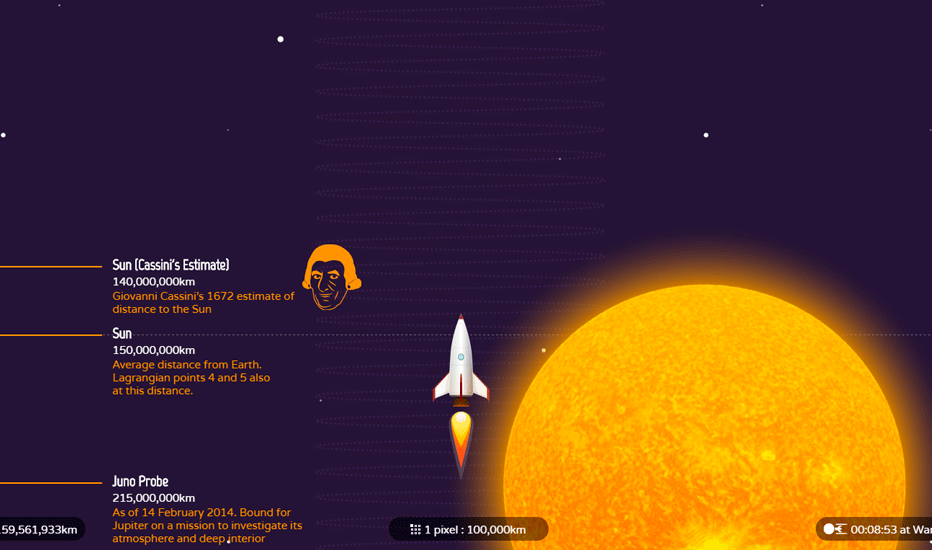 Sun (Cassini's Estimate)
140,000,000km
Giovanni Cassini's 1672 estimate of
distance to the Sun
Sun
150,000,000km
Average distance from Earth.
Lagrangian points 4 and 5 also
at this distance.
Juno Probe
215,000,000km
As of 14 February 2014. Bound for
Jupiter on a mission to investigate its
atmosphere and deep interior
59,561,933km
1 pixel : 100,000km
00:08:53 at War